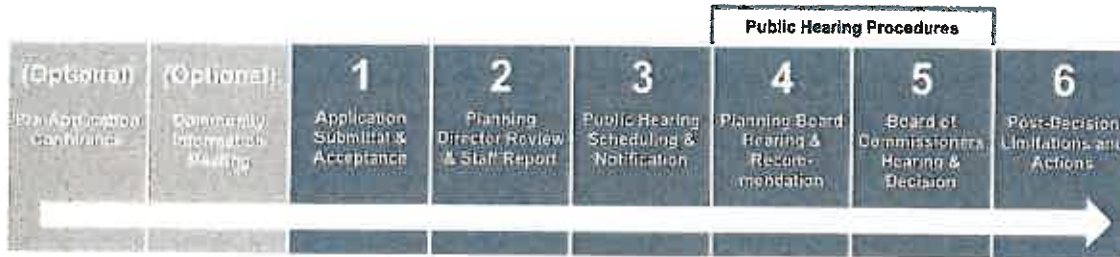 Public Hearing Procedures
(Optional)
Pre-Application
Conference
(Optional)
Community
Information
Meeting
1
Application
Submittal &
Acceptance
2
Planning
Director Review
& Staff Report
3
Public Hearing
Scheduling &
Notification
4
Planning Board
Hearing &
Recom-
mendation
5
Board of
Commissioners
Hearing &
Decision
6
Post-Decision
Limitations and
Actions